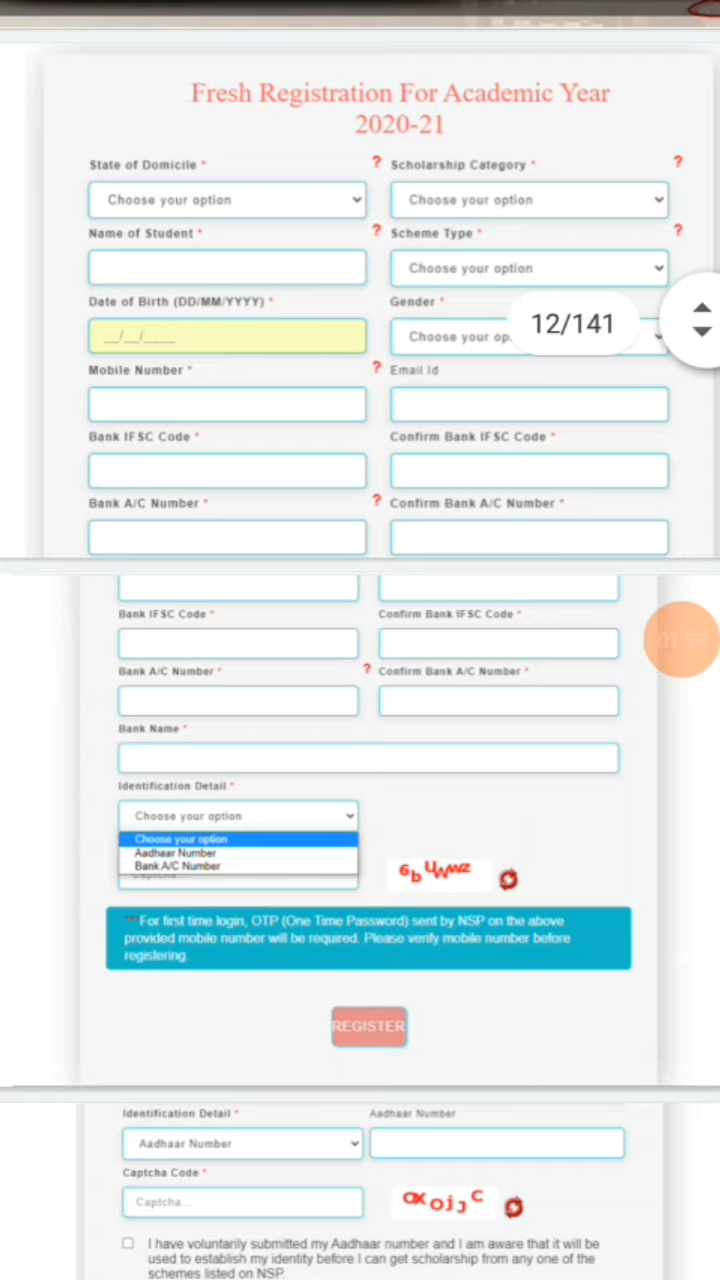 Fresh Registration For Academic Year
2020-21
State of Domicile * ? Scholarship Category * ?
Choose your option Choose your option
Name of Student * ? Scheme Type * ?
Choose your option
Date of Birth (DD/MM/YYYY) * Gender *
__/__/____ Choose your op
12/141
Mobile Number * ? Email Id
Bank IFSC Code * Confirm Bank IFSC Code *
Bank A/C Number * ? Confirm Bank A/C Number *
Bank IFSC Code * Confirm Bank IFSC Code *
01:59
Bank A/C Number * ? Confirm Bank A/C Number *
Bank Name *
Identification Detail *
Choose your option
Choose your option
Aadhaar Number
Bank A/C Number
Captcha...
6bUWwz
***For first time login, OTP (One Time Password) sent by NSP on the above
provided mobile number will be required. Please verify mobile number before
registering.
REGISTER
Identification Detail * Aadhaar Number
Aadhaar Number
Captcha Code *
Captcha...
I have voluntarily submitted my Aadhaar number and I am aware that it will be
used to establish my identity before I can get scholarship from any one of the
schemes listed on NSP.